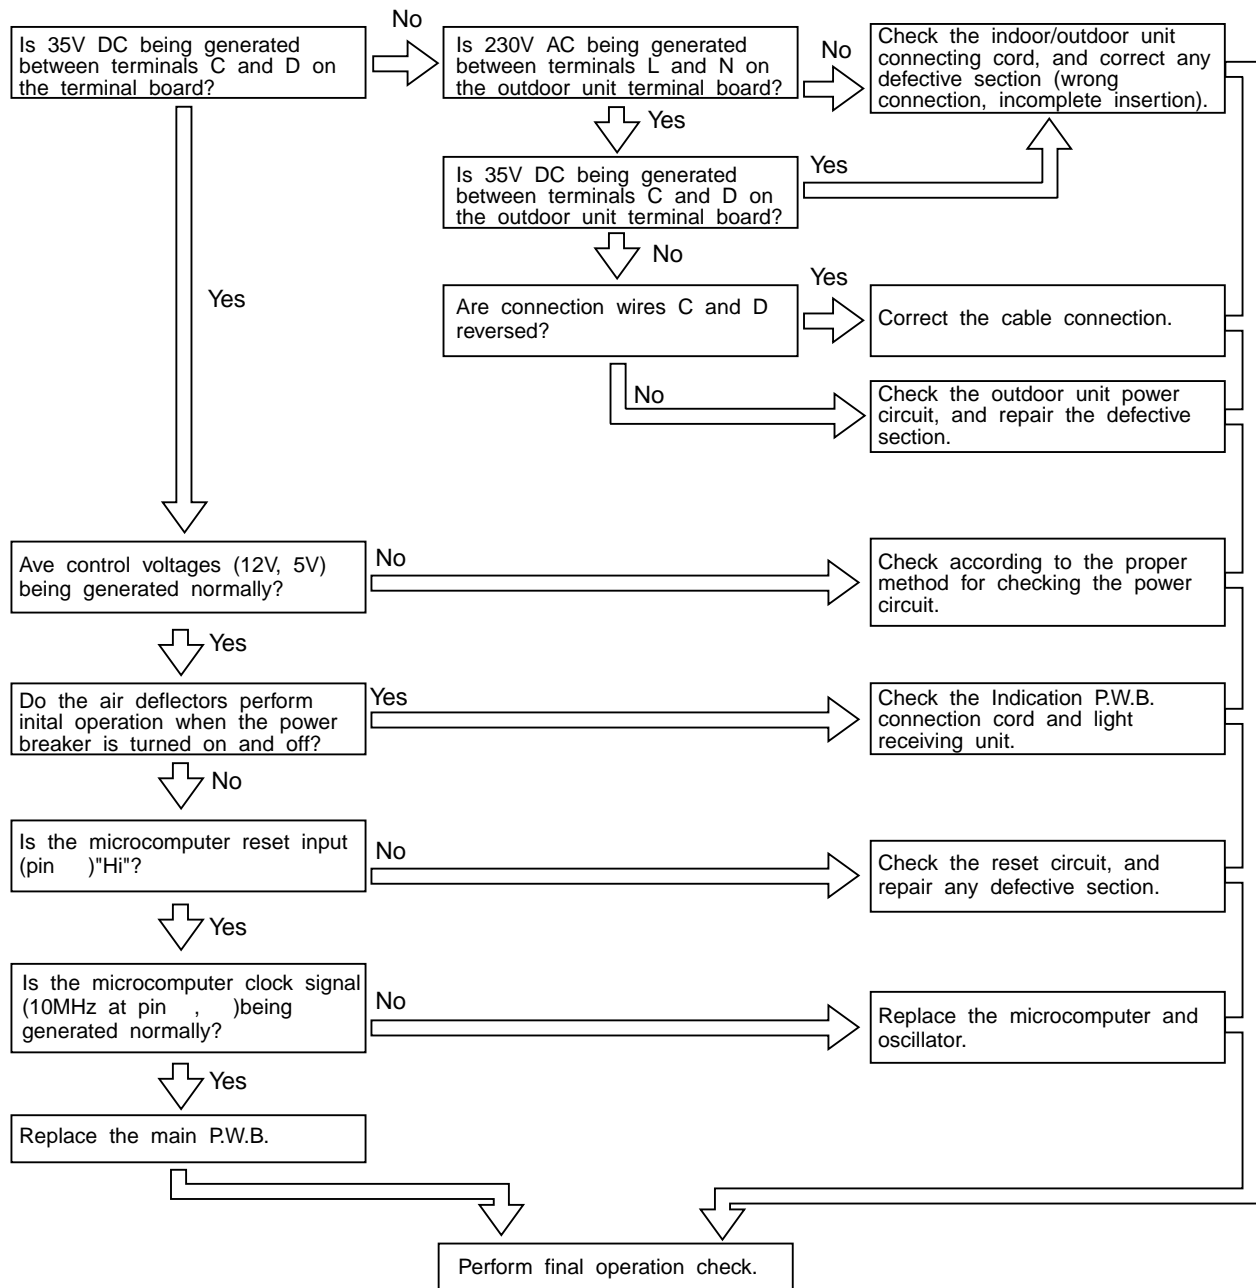 Is 35V DC being generated
between terminals C and D on
the terminal board?
No
Is 230V AC being generated
between terminals L and N on
the outdoor unit terminal board?
No
Check the indoor/outdoor unit
connecting cord, and correct any
defective section (wrong
connection, incomplete insertion).
Yes
Is 35V DC being generated
between terminals C and D on
the outdoor unit terminal board?
Yes
No
Yes
Are connection wires C and D
reversed?
Yes
Correct the cable connection.
No
Check the outdoor unit power
circuit, and repair the defective
section.
Ave control voltages (12V, 5V)
being generated normally?
No
Check according to the proper
method for checking the power
circuit.
Yes
Do the air deflectors perform
inital operation when the power
breaker is turned on and off?
Yes
Check the Indication P.W.B.
connection cord and light
receiving unit.
No
Is the microcomputer reset input
(pin )"Hi"?
No
Check the reset circuit, and
repair any defective section.
Yes
Is the microcomputer clock signal
(10MHz at pin , )being
generated normally?
No
Replace the microcomputer and
oscillator.
Yes
Replace the main P.W.B.
Perform final operation check.